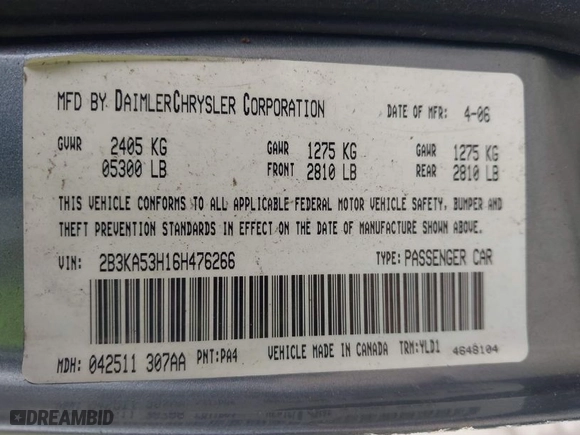 MFD BY DAIMLERCHRYSLER CORPORATION DATE OF MFR: 4-06
GVWR 2405 KG GAWR 1275 KG GAWR 1275 KG
05300 LB FRONT 2810 LB REAR 2810 LB
THIS VEHICLE CONFORMS TO ALL APPLICABLE FEDERAL MOTOR VEHICLE SAFETY, BUMPER AND
THEFT PREVENTION STANDARDS IN EFFECT ON THE DATE OF MANUFACTURE SHOWN ABOVE.
VIN: 2B3KA53H16H476266 TYPE: PASSENGER CAR
MDH: 042511 307AA PNT: PA4 VEHICLE MADE IN CANADA TRM: YLD1 4648104
DREAMBID